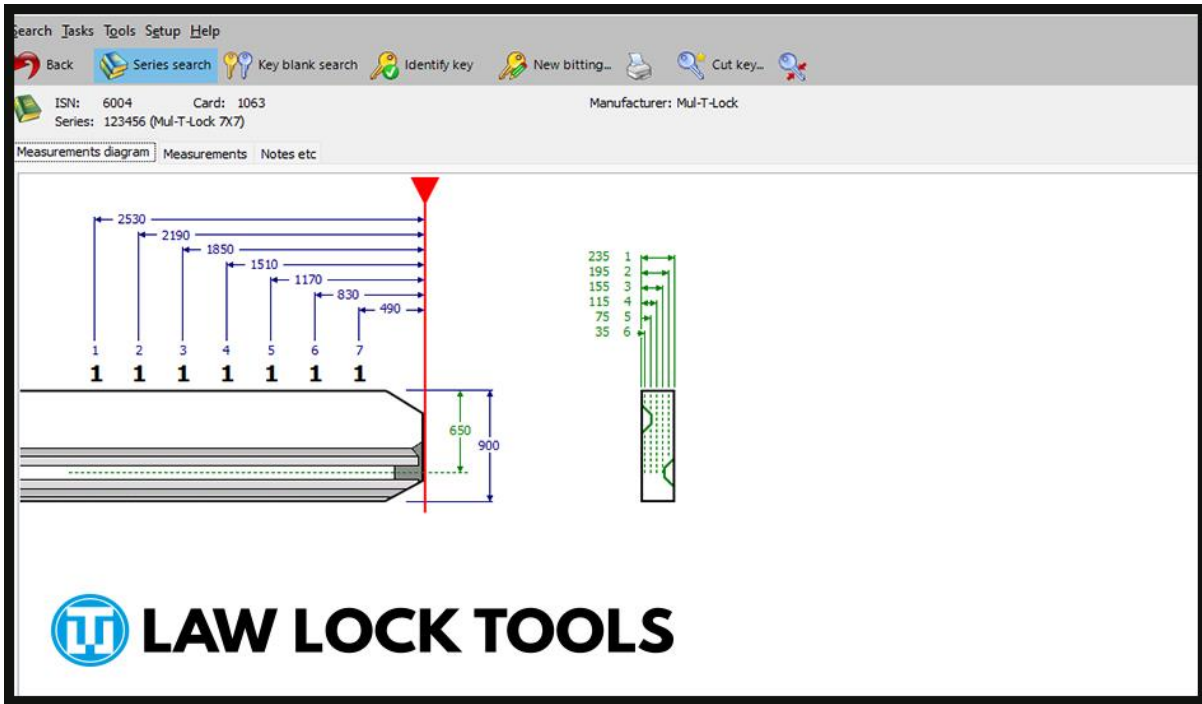 Search Tasks Tools Setup Help
Back Series search Key blank search Identify key New bitting... Cut key...
ISN: 6004 Card: 1063 Manufacturer: Mul-T-Lock
Series: 123456 (Mul-T-Lock 7X7)
Measurements diagram Measurements Notes etc
2530
2190
1850
1510
1170
830
490
1 2 3 4 5 6 7
1 1 1 1 1 1 1
650
900
235 1
195 2
155 3
115 4
75 5
35 6
LAW LOCK TOOLS